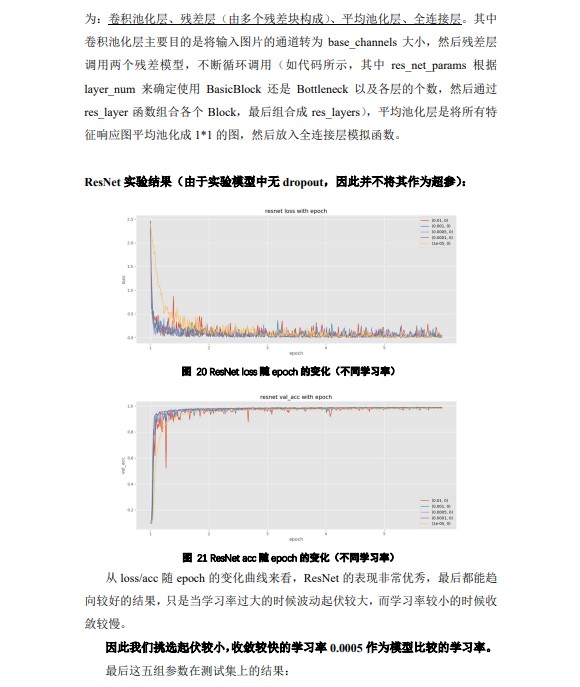 为：卷积池化层、残差层（由多个残差块构成）、平均池化层、全连接层。其中
卷积池化层主要目的是将输入图片的通道转为 base_channels 大小，然后残差层
调用两个残差模型，不断循环调用（如代码所示，其中 res_net_params 根据
layer_num 来确定使用 BasicBlock 还是 Bottleneck 以及各层的个数，然后通过
res_layer 函数组合各个 Block，最后组合成 res_layers），平均池化层是将所有特
征响应图平均池化成 1*1 的图，然后放入全连接层模拟函数。
ResNet 实验结果（由于实验模型中无 dropout，因此并不将其作为超参）：
resnet loss with epoch
2.5
2.0
1.5
1.0
0.5
0.0
loss
1
2
3
4
5
epoch
(0.01, 0)
(0.001, 0)
(0.0005, 0)
(0.0001, 0)
(1e-05, 0)
图 20 ResNet loss 随 epoch 的变化（不同学习率）
resnet val_acc with epoch
1.0
0.8
0.6
0.4
0.2
val_acc
1
2
3
4
5
epoch
(0.01, 0)
(0.001, 0)
(0.0005, 0)
(0.0001, 0)
(1e-05, 0)
图 21 ResNet acc 随 epoch 的变化（不同学习率）
从 loss/acc 随 epoch 的变化曲线来看，ResNet 的表现非常优秀，最后都能趋
向较好的结果，只是当学习率过大的时候波动起伏较大，而学习率较小的时候收
敛较慢。
因此我们挑选起伏较小，收敛较快的学习率 0.0005 作为模型比较的学习率。
最后这五组参数在测试集上的结果：